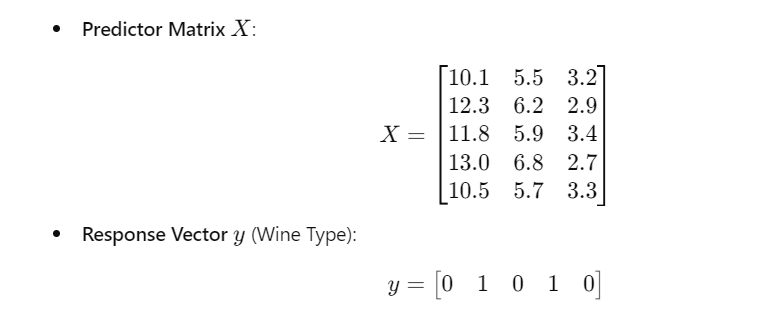 • Predictor Matrix X:
X = [10.1 5.5 3.2
12.3 6.2 2.9
11.8 5.9 3.4
13.0 6.8 2.7
10.5 5.7 3.3]
• Response Vector y (Wine Type):
y = [0 1 0 1 0]